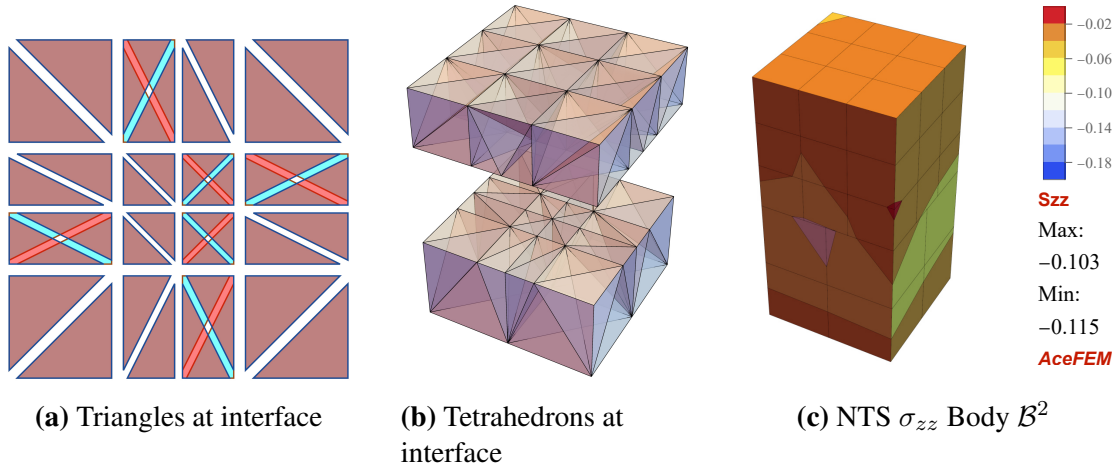 −0.02
−0.06
−0.10
−0.14
−0.18
Szz
Max:
−0.103
Min:
−0.115
AceFEM
(a) Triangles at interface
(b) Tetrahedrons at
interface
(c) NTS σzz Body B²